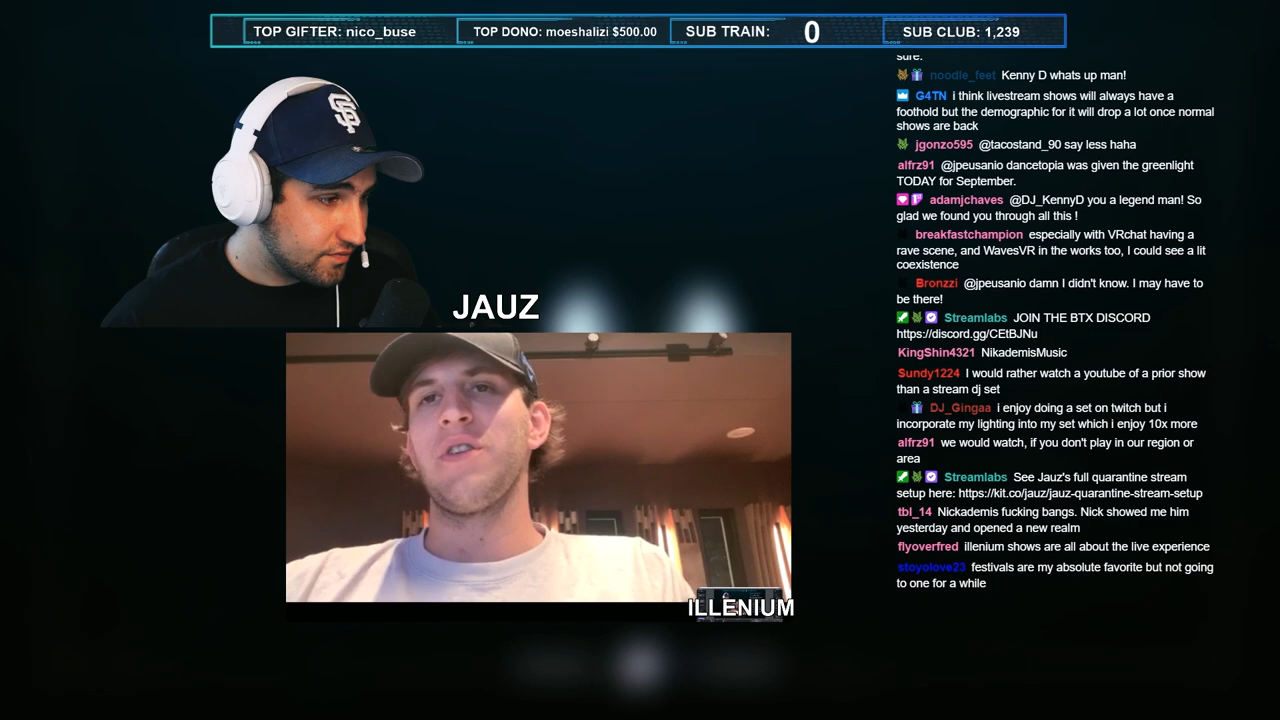 TOP GIFTER: nico_buse
TOP DONO: moeshalizi $500.00
SUB TRAIN: 0
SUB CLUB: 1,239
SF
JAUZ
ILLENIUM
sure.
noodle_feet Kenny D whats up man!
G4TN i think livestream shows will always have a
foothold but the demographic for it will drop a lot once normal
shows are back
jgonzo595 @tacostand_90 say less haha
alfrz91 @jpeusanio dancetopia was given the greenlight
TODAY for September.
adamjchaves @DJ_KennyD you a legend man! So
glad we found you through all this !
breakfastchampion especially with VRchat having a
rave scene, and WavesVR in the works too, I could see a lit
coexistence
Bronzzi @jpeusanio damn I didn't know. I may have to
be there!
Streamlabs JOIN THE BTX DISCORD
https://discord.gg/CEtBJNu
KingShin4321 NikademisMusic
Sundy1224 I would rather watch a youtube of a prior show
than a stream dj set
DJ_Gingaa i enjoy doing a set on twitch but i
incorporate my lighting into my set which i enjoy 10x more
alfrz91 we would watch, if you don't play in our region or
area
Streamlabs See Jauz's full quarantine stream
setup here: https://kit.co/jauz/jauz-quarantine-stream-setup
tbl_14 Nickademis fucking bangs. Nick showed me him
yesterday and opened a new realm
flyoverfred illenium shows are all about the live experience
stoyolove23 festivals are my absolute favorite but not going
to one for a while